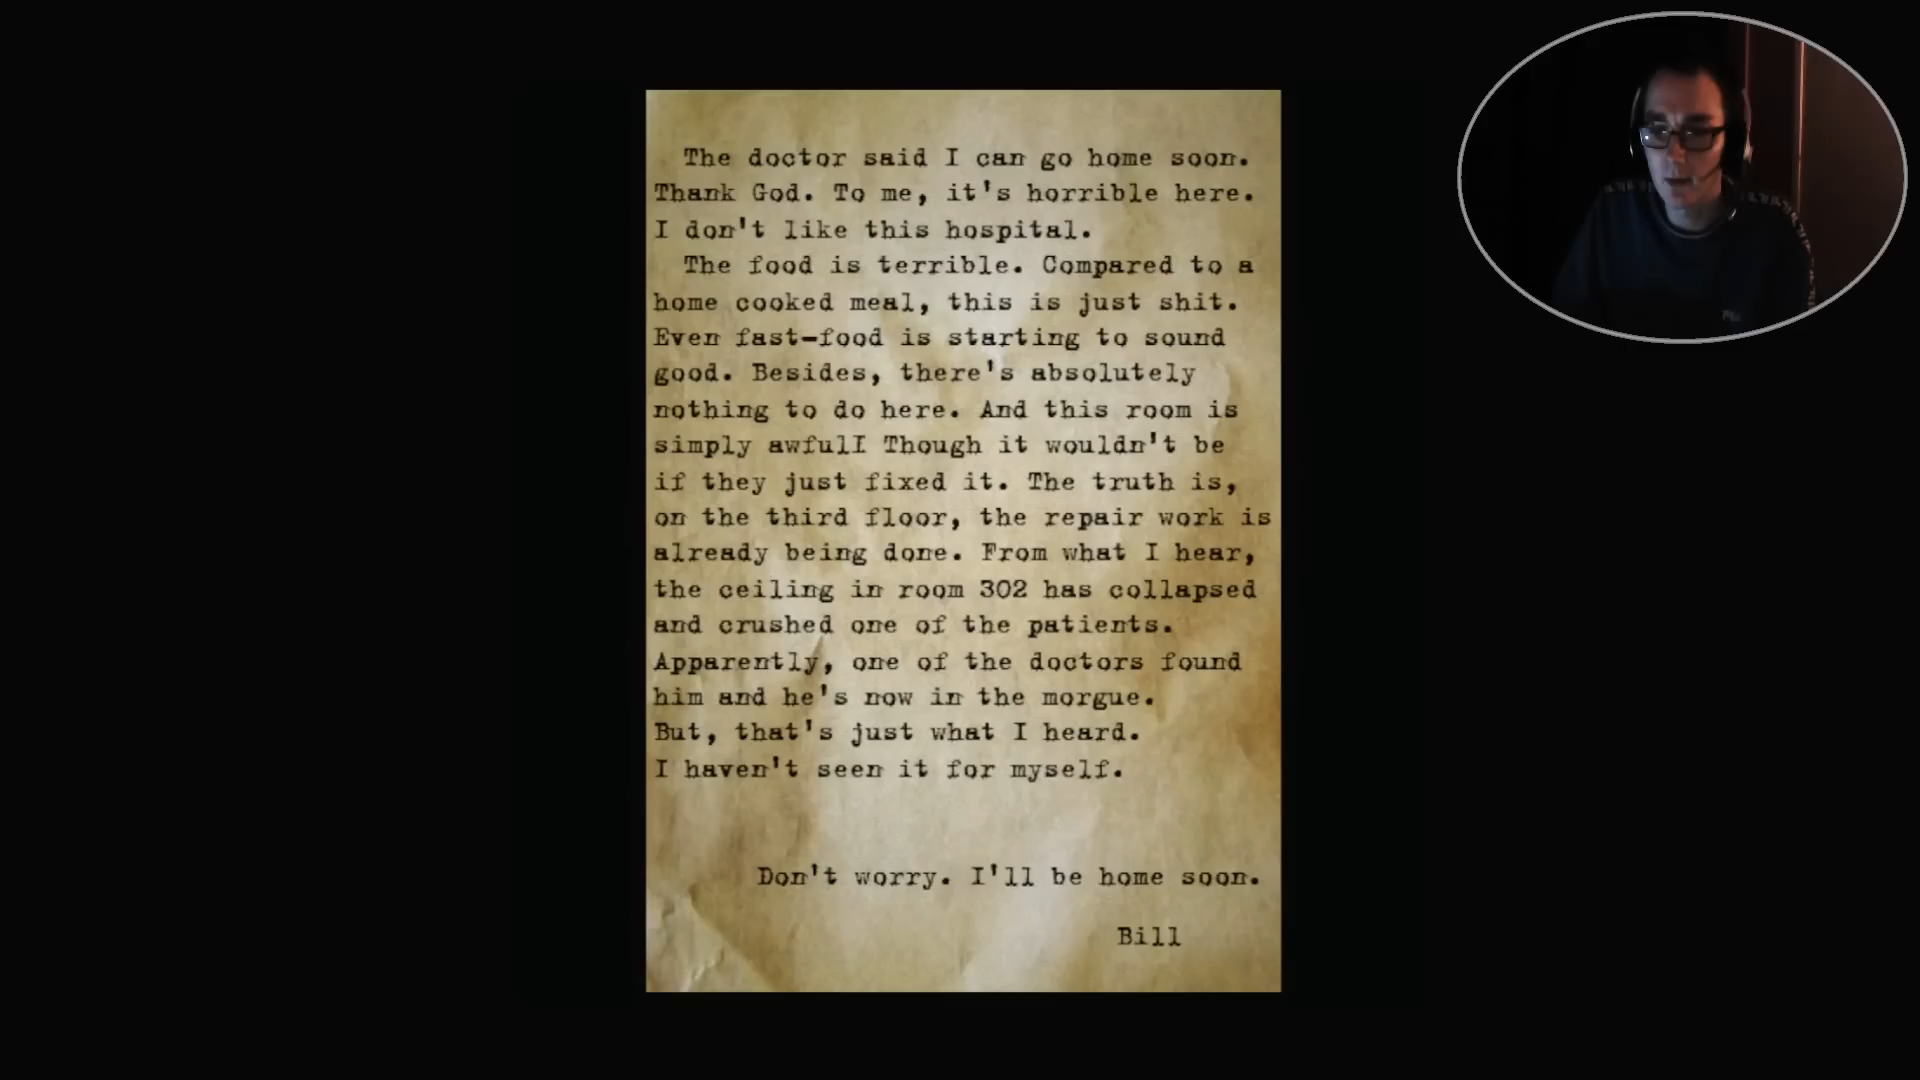 The doctor said I can go home soon.
Thank God. To me, it's horrible here.
I don't like this hospital.
The food is terrible. Compared to a
home cooked meal, this is just shit.
Even fast-food is starting to sound
good. Besides, there's absolutely
nothing to do here. And this room is
simply awfulI Though it wouldn't be
if they just fixed it. The truth is,
on the third floor, the repair work is
already being done. From what I hear,
the ceiling in room 302 has collapsed
and crushed one of the patients.
Apparently, one of the doctors found
him and he's now in the morgue.
But, that's just what I heard.
I haven't seen it for myself.
Don't worry. I'll be home soon.
Bill